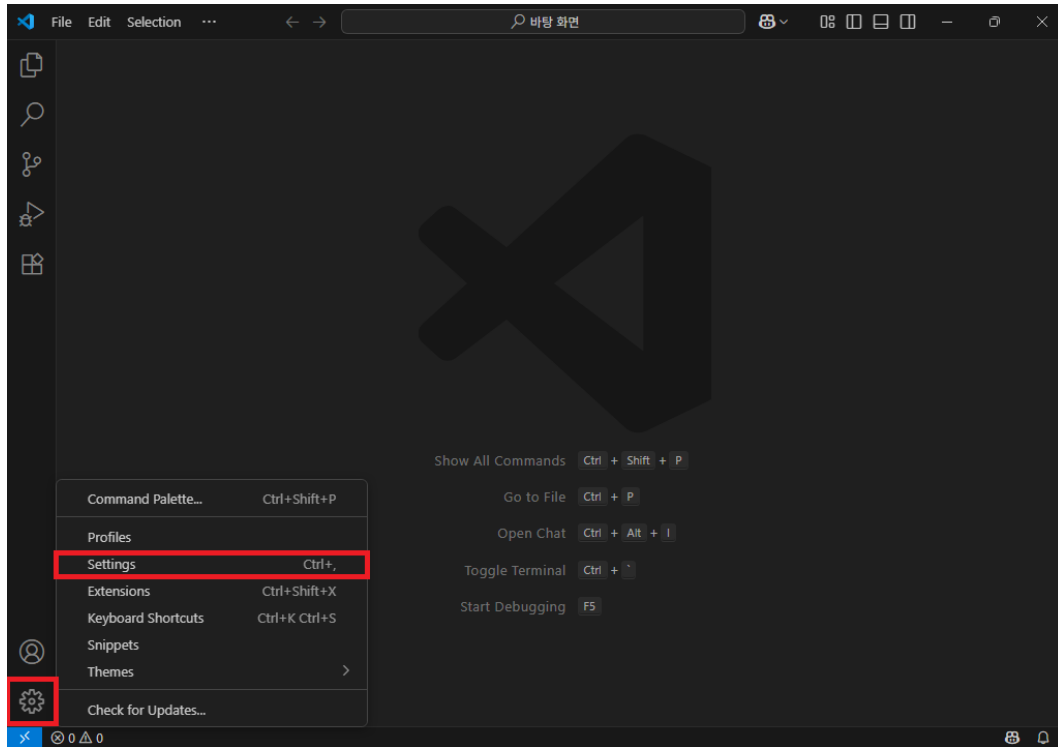 File Edit Selection ··· 바탕 화면
Show All Commands Ctrl + Shift + P
Go to File Ctrl + P
Open Chat Ctrl + Alt + I
Toggle Terminal Ctrl + `
Start Debugging F5
Command Palette... Ctrl+Shift+P
Profiles
Settings Ctrl+,
Extensions Ctrl+Shift+X
Keyboard Shortcuts Ctrl+K Ctrl+S
Snippets
Themes
Check for Updates...
0 0